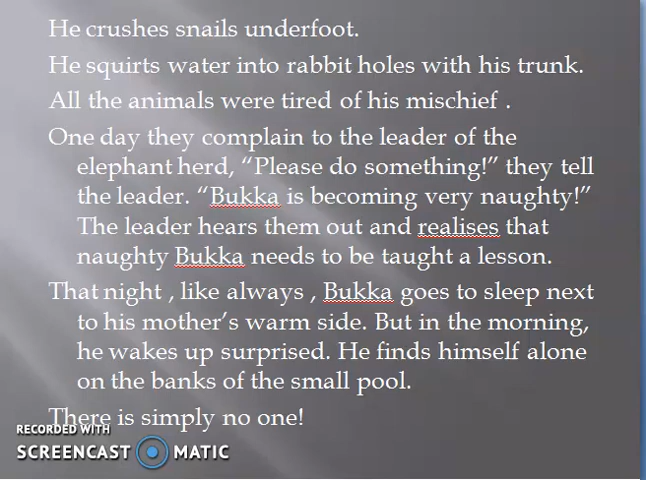 He crushes snails underfoot.
He squirts water into rabbit holes with his trunk.
All the animals were tired of his mischief .
One day they complain to the leader of the
elephant herd, “Please do something!” they tell
the leader. “Bukka is becoming very naughty!”
The leader hears them out and realises that
naughty Bukka needs to be taught a lesson.
That night , like always , Bukka goes to sleep next
to his mother’s warm side. But in the morning,
he wakes up surprised. He finds himself alone
on the banks of the small pool.
There is simply no one!
RECORDED WITH
SCREENCAST MATIC